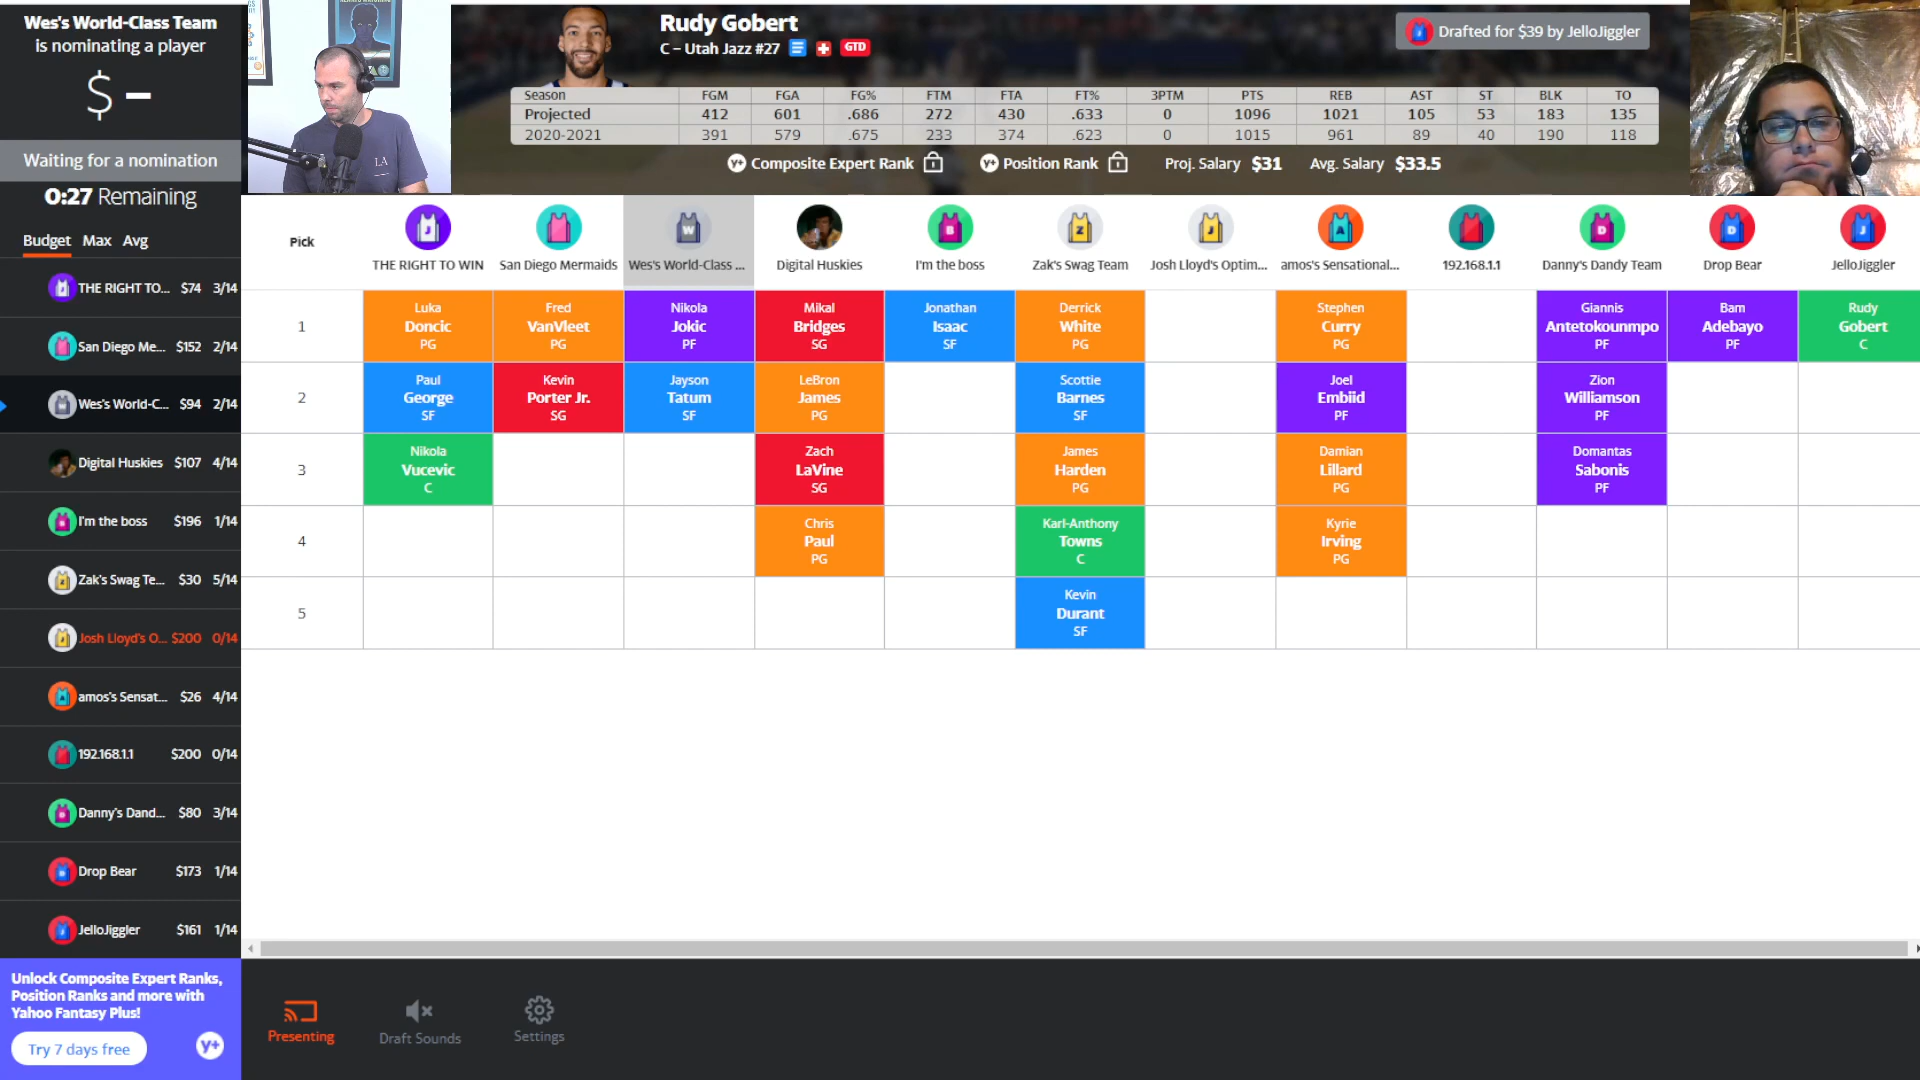 Wes's World-Class Team
is nominating a player
$ –
Waiting for a nomination
0:27 Remaining
Budget Max Avg
THE RIGHT TO... $74 3/14
San Diego Me... $152 2/14
Wes's World-C... $94 2/14
Digital Huskies $107 4/14
I'm the boss $196 1/14
Zak's Swag Te... $30 5/14
Josh Lloyd's O... $200 0/14
amos's Sensat... $26 4/14
192.168.1.1 $200 0/14
Danny's Dand... $80 3/14
Drop Bear $173 1/14
JelloJiggler $161 1/14
Unlock Composite Expert Ranks,
Position Ranks and more with
Yahoo Fantasy Plus!
Try 7 days free
y+
LA
Rudy Gobert
C – Utah Jazz #27 GTD
Drafted for $39 by JelloJiggler
Season FGM FGA FG% FTM FTA FT% 3PTM PTS REB AST ST BLK TO
Projected 412 601 .686 272 430 .633 0 1096 1021 105 53 183 135
2020-2021 391 579 .675 233 374 .623 0 1015 961 89 40 190 118
y+ Composite Expert Rank y+ Position Rank Proj. Salary $31 Avg. Salary $33.5
J W B Z J A D D J
Pick THE RIGHT TO WIN San Diego Mermaids Wes's World-Class ... Digital Huskies I'm the boss Zak's Swag Team Josh Lloyd's Optim... amos's Sensational... 192.168.1.1 Danny's Dandy Team Drop Bear JelloJiggler
Luka Fred Nikola Mikal Jonathan Derrick Stephen Giannis Bam Rudy
1 Doncic VanVleet Jokic Bridges Isaac White Curry Antetokounmpo Adebayo Gobert
PG PG PF SG SF PG PG PF PF C
Paul Kevin Jayson LeBron Scottie Joel Zion
2 George Porter Jr. Tatum James Barnes Embiid Williamson
SF SG SF PG SF PF PF
Nikola Zach James Damian Domantas
3 Vucevic LaVine Harden Lillard Sabonis
C SG PG PG PF
Chris Karl-Anthony Kyrie
4 Paul Towns Irving
PG C PG
Kevin
5 Durant
SF
Presenting Draft Sounds Settings